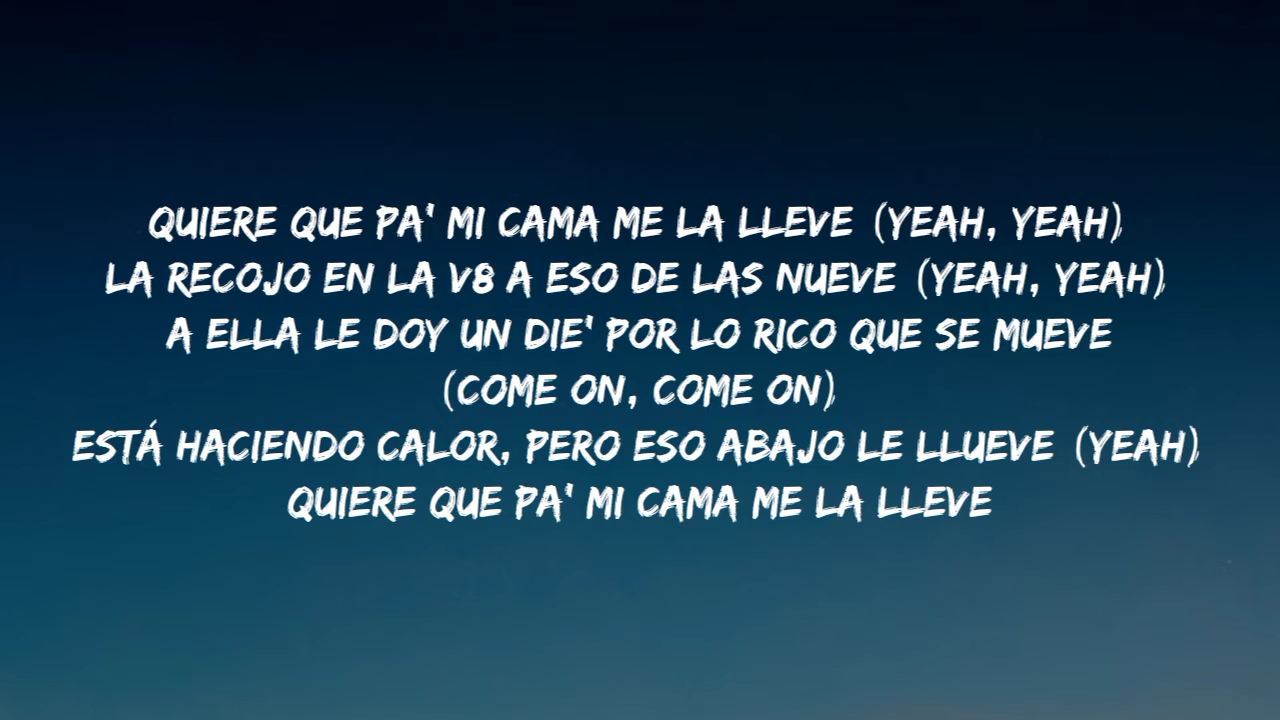 QUIERE QUE PA' MI CAMA ME LA LLEVE (YEAH, YEAH)
LA RECOJO EN LA V8 A ESO DE LAS NUEVE (YEAH, YEAH)
A ELLA LE DOY UN DIE' POR LO RICO QUE SE MUEVE
(COME ON, COME ON)
ESTÁ HACIENDO CALOR, PERO ESO ABAJO LE LLUEVE (YEAH)
QUIERE QUE PA' MI CAMA ME LA LLEVE